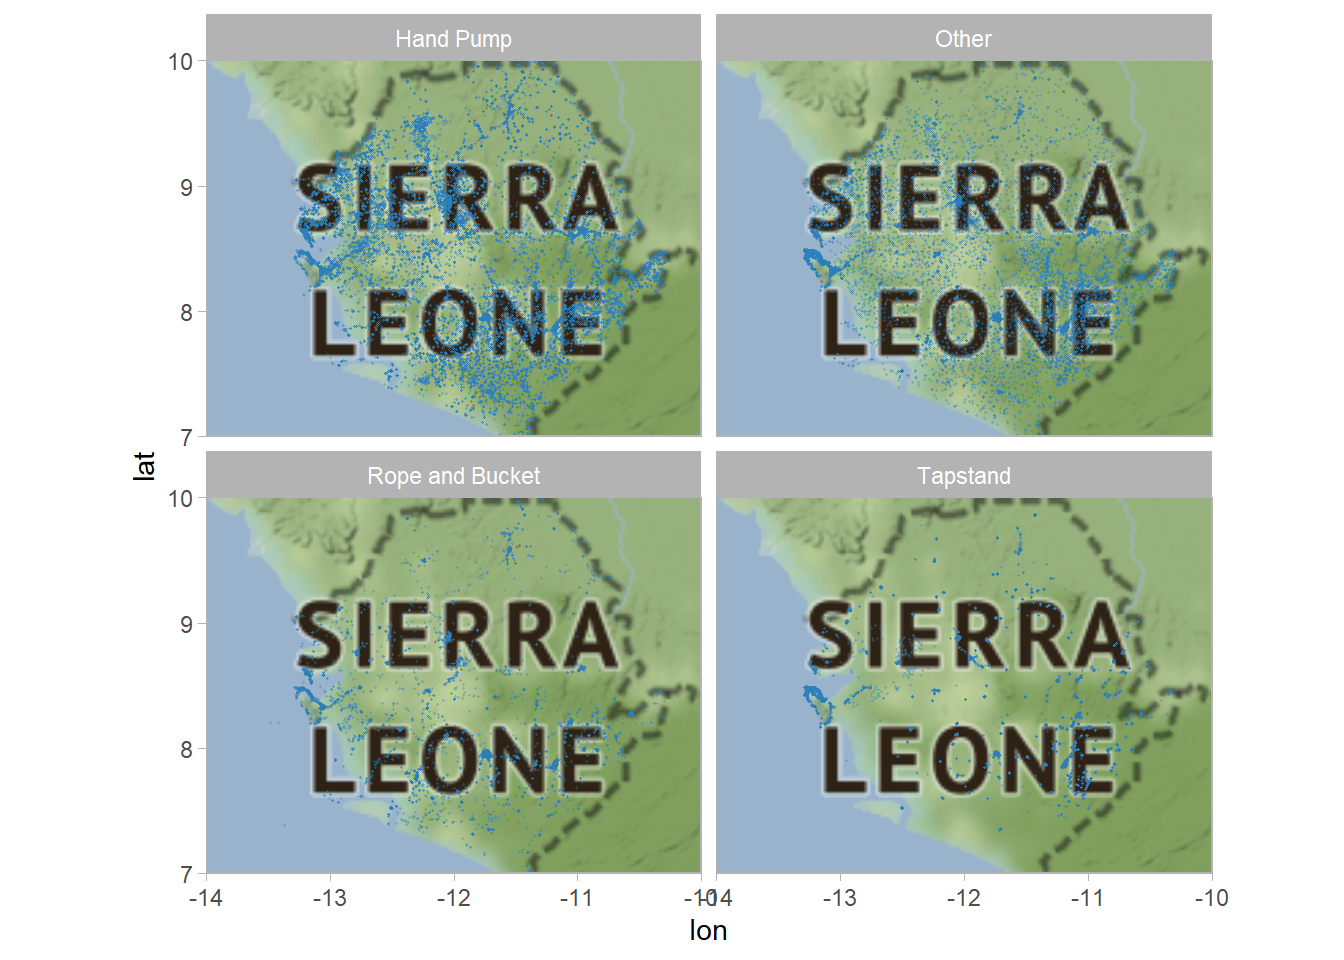 Hand Pump
Other
10
9
8
7
SIERRA
LEONE
SIERRA
LEONE
lat
Rope and Bucket
Tapstand
10
9
8
7
SIERRA
LEONE
SIERRA
LEONE
-14
-13
-12
-11
-10
-14
-13
-12
-11
-10
lon